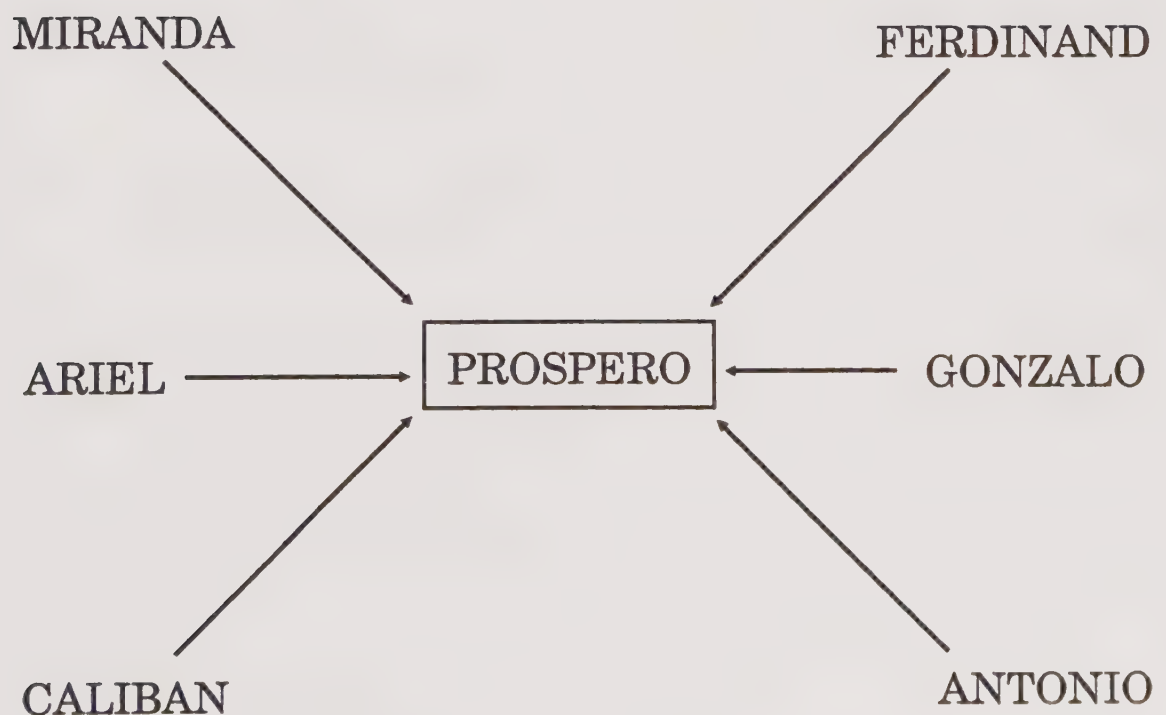 MIRANDA
FERDINAND
ARIEL
PROSPERO
GONZALO
CALIBAN
ANTONIO